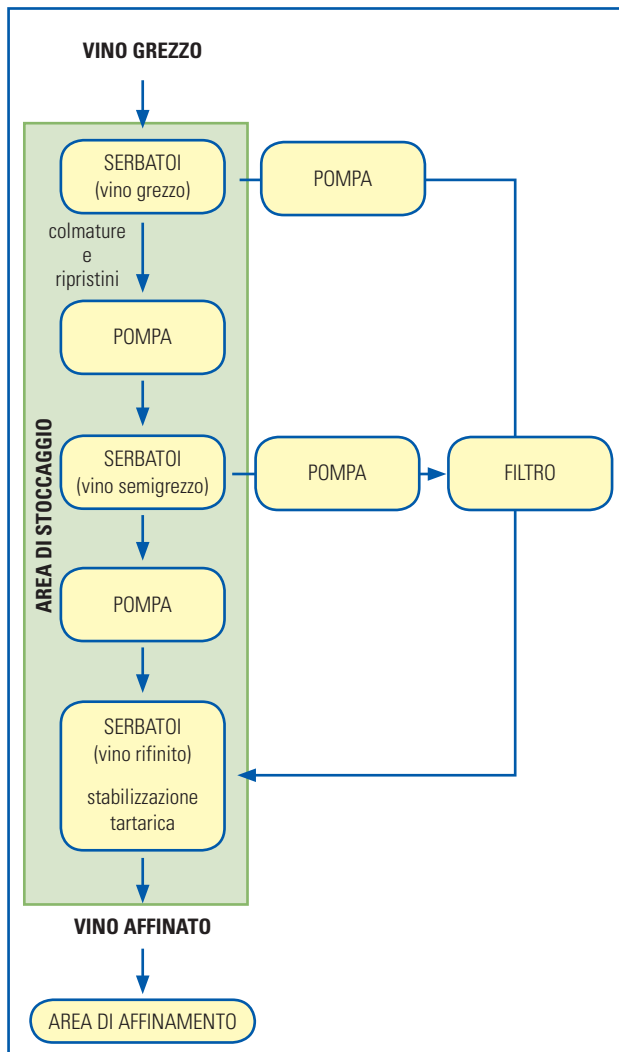 VINO GREZZO
SERBATOI
(vino grezzo)
POMPA
colmature
e
ripristini
POMPA
AREA DI STOCCAGGIO
SERBATOI
(vino semigrezzo)
POMPA
FILTRO
POMPA
SERBATOI
(vino rifinito)
stabilizzazione
tartarica
VINO AFFINATO
AREA DI AFFINAMENTO